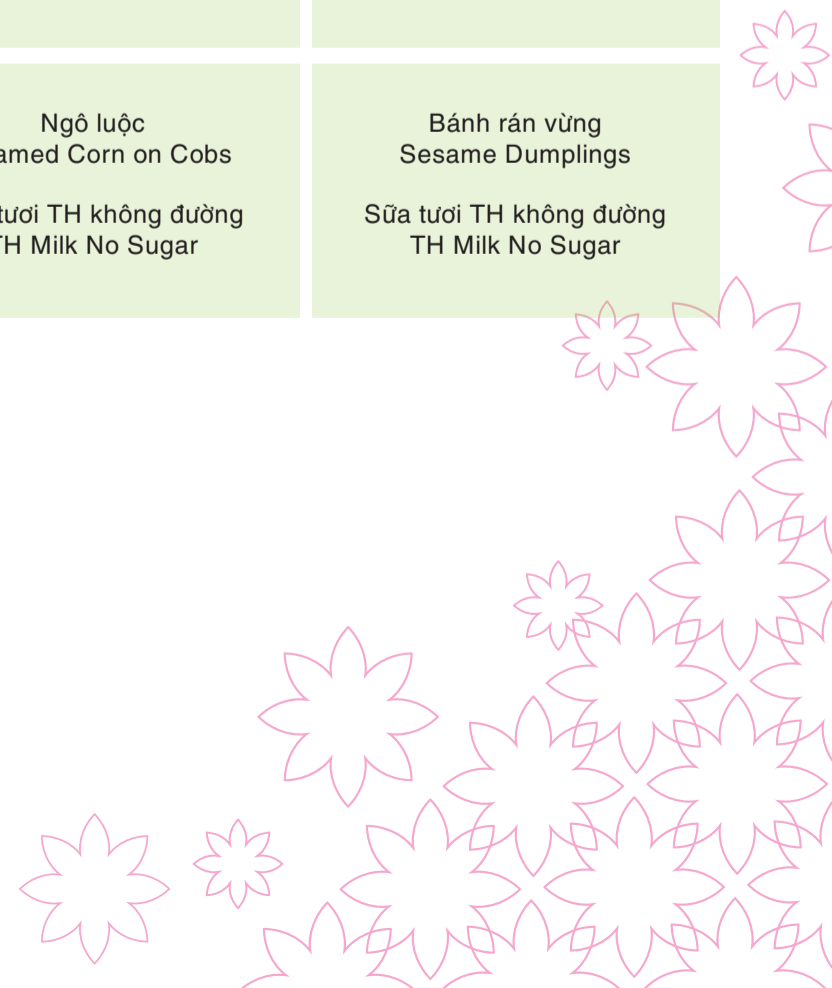 Ngô luộc
amed Corn on Cobs
tươi TH không đường
TH Milk No Sugar
Bánh rán vừng
Sesame Dumplings
Sữa tươi TH không đường
TH Milk No Sugar